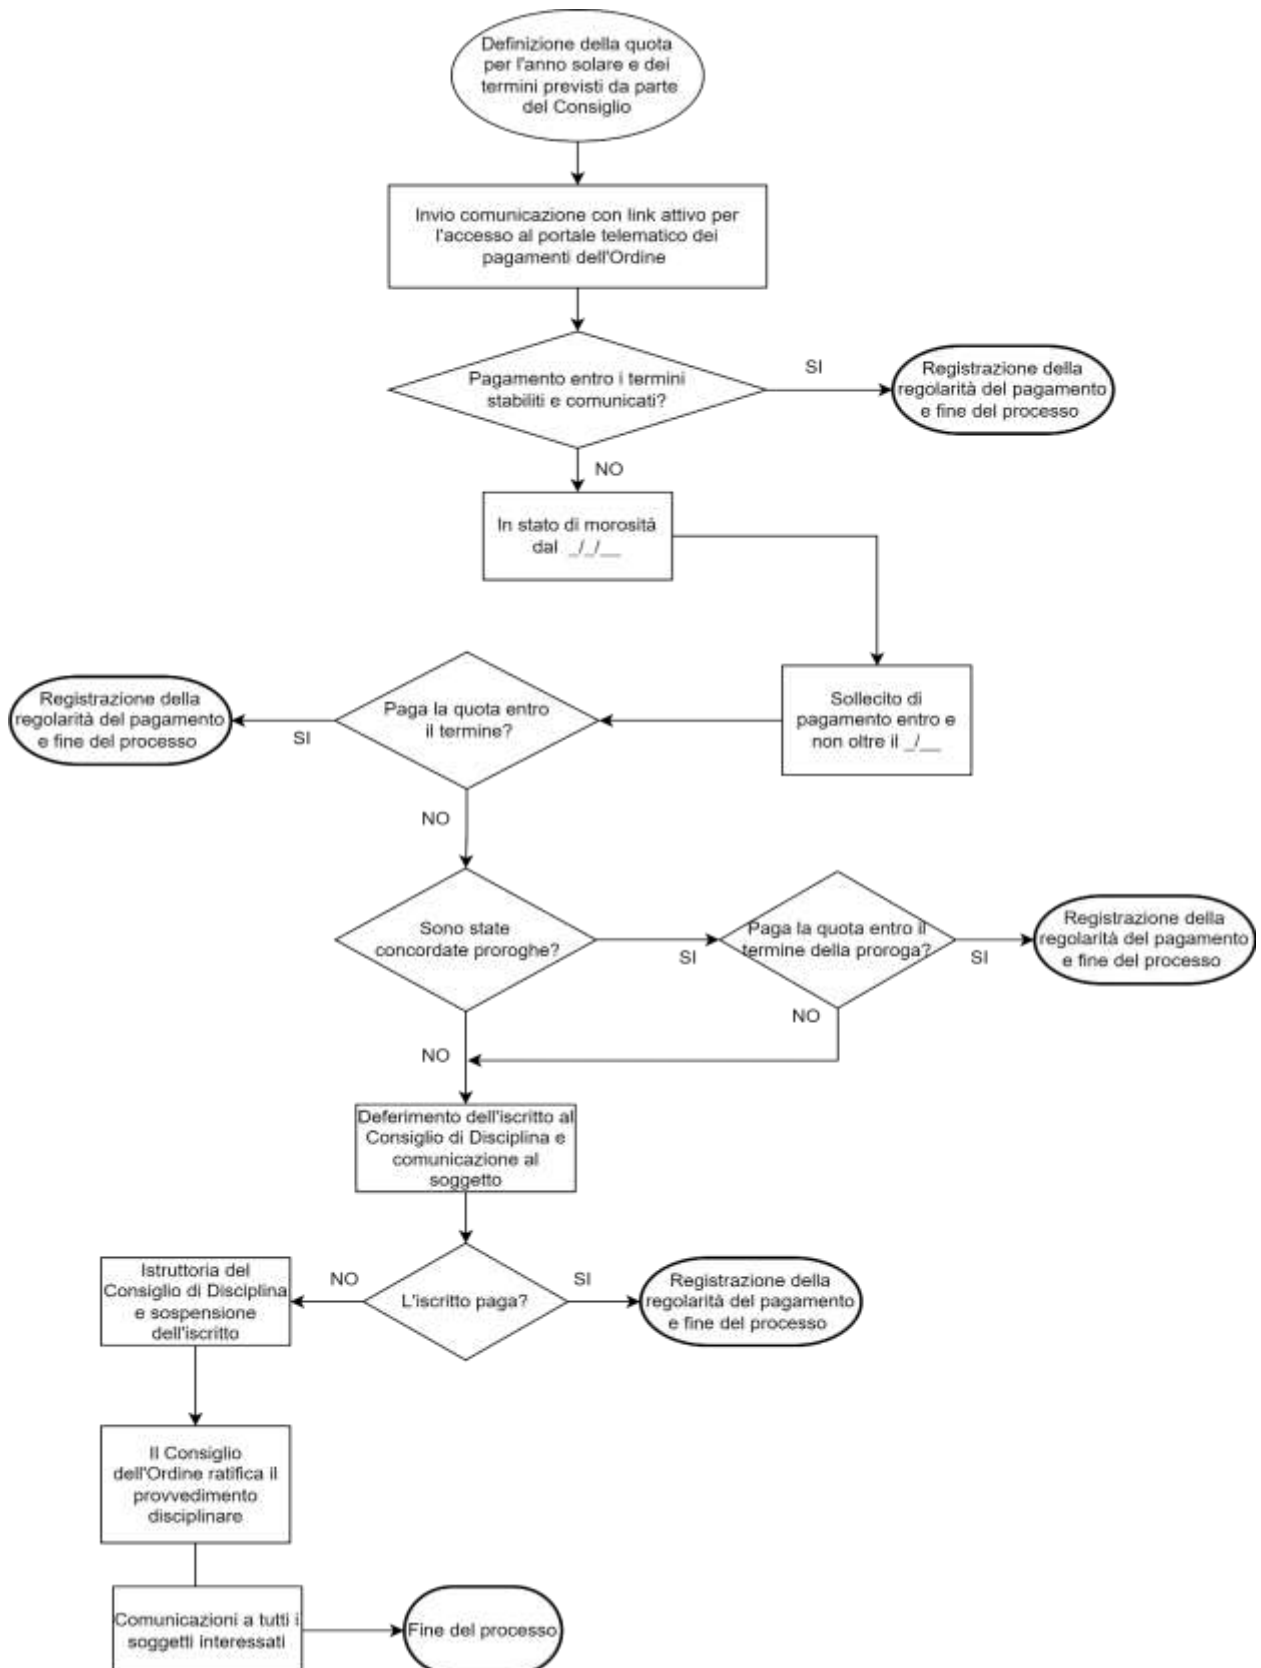 Definizione della quota
per l'anno solare e dei
termini previsti da parte
del Consiglio
Invio comunicazione con link attivo per
l'accesso al portale telematico dei
pagamenti dell'Ordine
Pagamento entro i termini
stabiliti e comunicati?
SI
Registrazione della
regolarità del pagamento
e fine del processo
NO
In stato di morosità
dal _/_/__
Sollecito di
pagamento entro e
non oltre il _/__
Paga la quota entro
il termine?
SI
Registrazione della
regolarità del pagamento
e fine del processo
NO
Sono state
concordate proroghe?
SI
Paga la quota entro il
termine della proroga?
SI
Registrazione della
regolarità del pagamento
e fine del processo
NO
NO
Deferimento dell'iscritto al
Consiglio di Disciplina e
comunicazione al
soggetto
L'iscritto paga?
SI
Registrazione della
regolarità del pagamento
e fine del processo
NO
Istruttoria del
Consiglio di Disciplina
e sospensione
dell'iscritto
Il Consiglio
dell'Ordine ratifica il
provvedimento
disciplinare
Comunicazioni a tutti i
soggetti interessati
Fine del processo